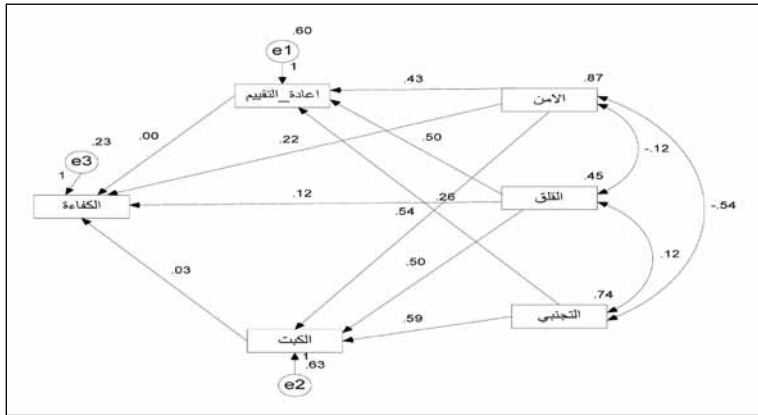 .60
e1
1
.87
.43
اعادة_التقييم
الامن
.23
.00
.22
.50
-.12
e3
1
.45
الكفاءة
.12
.26
القلق
-.54
.54
.12
.03
.50
.74
.59
التجنبي
الكبت
1
.63
e2